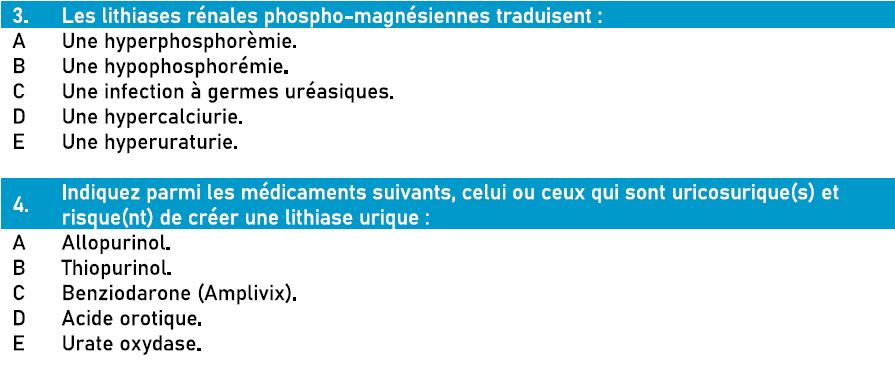 3. Les lithiases rénales phospho-magnésiennes traduisent :
A Une hyperphosphorèmie.
B Une hypophosphorémie.
C Une infection à germes uréasiques.
D Une hypercalciurie.
E Une hyperuraturie.
4. Indiquez parmi les médicaments suivants, celui ou ceux qui sont uricosurique(s) et
risque(nt) de créer une lithiase urique :
A Allopurinol.
B Thiopurinol.
C Benziodarone (Amplivix).
D Acide orotique.
E Urate oxydase.